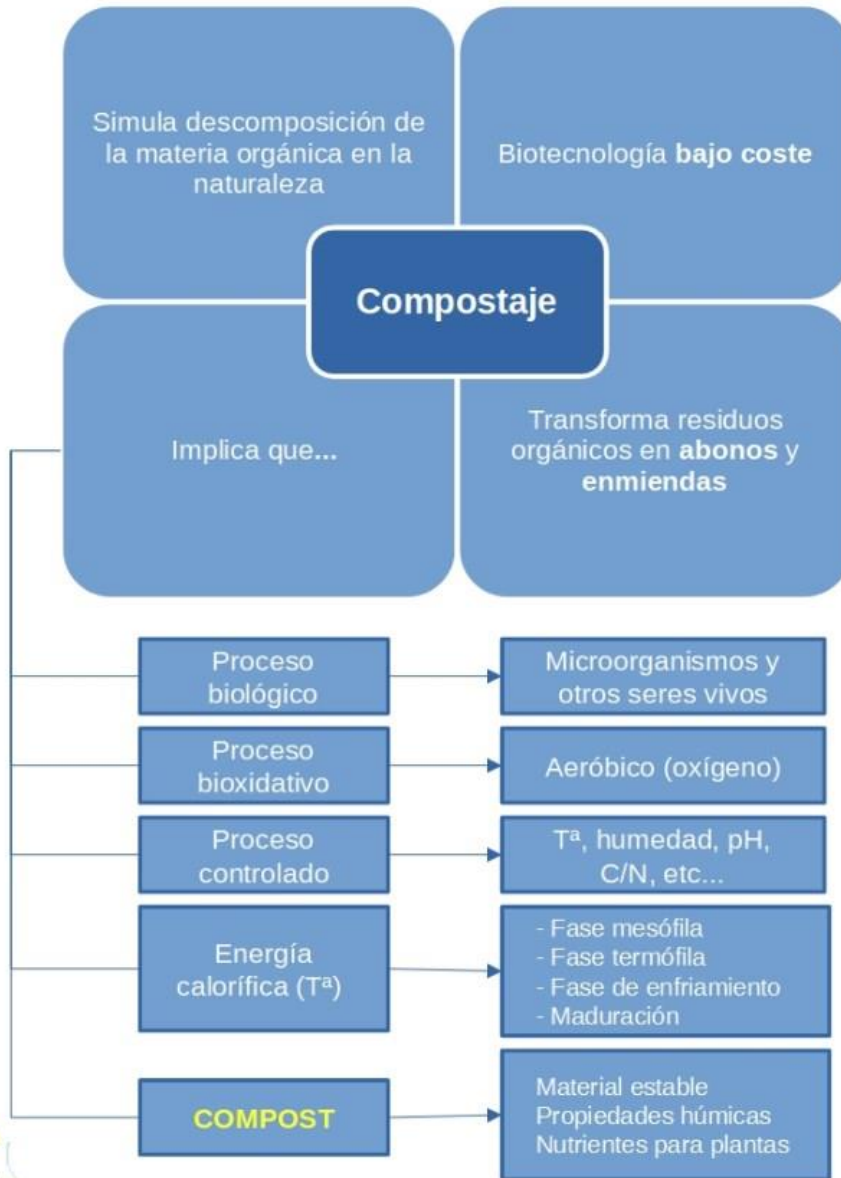 Simula descomposición de
la materia orgánica en la
naturaleza
Biotecnología bajo coste
Compostaje
Implica que...
Transforma residuos
orgánicos en abonos y
enmiendas
Proceso
biológico
Microorganismos y
otros seres vivos
Proceso
bioxidativo
Aeróbico (oxígeno)
Proceso
controlado
Tª, humedad, pH,
C/N, etc...
Energía
calorífica (Tª)
- Fase mesófila
- Fase termófila
- Fase de enfriamiento
- Maduración
COMPOST
Material estable
Propiedades húmicas
Nutrientes para plantas